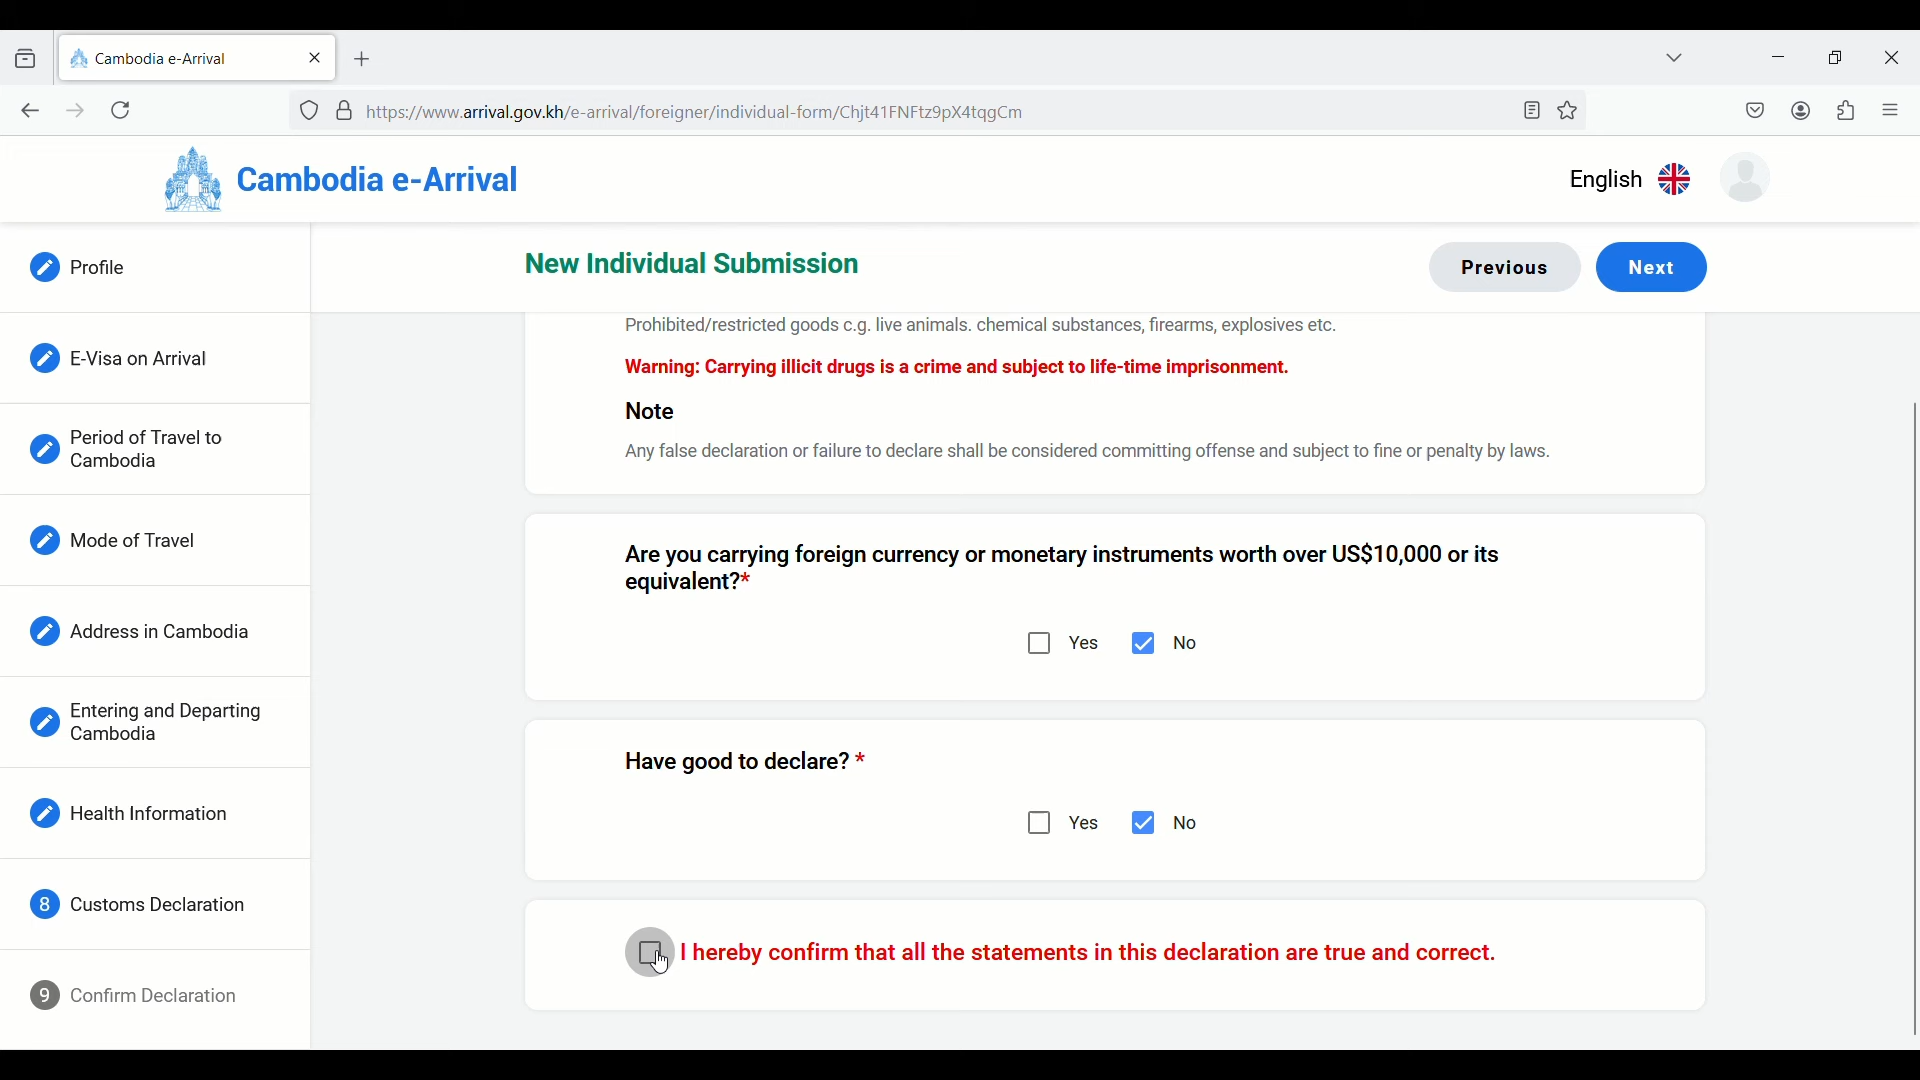 Cambodia e-Arrival
https://www.arrival.gov.kh/e-arrival/foreigner/individual-form/Chjt41FNFtz9pX4tqgCm
Cambodia e-Arrival
English
Profile
E-Visa on Arrival
Period of Travel to
Cambodia
Mode of Travel
Address in Cambodia
Entering and Departing
Cambodia
Health Information
8 Customs Declaration
9 Confirm Declaration
New Individual Submission
Previous
Next
Prohibited/restricted goods c.g. live animals. chemical substances, firearms, explosives etc.
Warning: Carrying illicit drugs is a crime and subject to life-time imprisonment.
Note
Any false declaration or failure to declare shall be considered committing offense and subject to fine or penalty by laws.
Are you carrying foreign currency or monetary instruments worth over US$10,000 or its
equivalent?*
Yes No
Have good to declare? *
Yes No
I hereby confirm that all the statements in this declaration are true and correct.